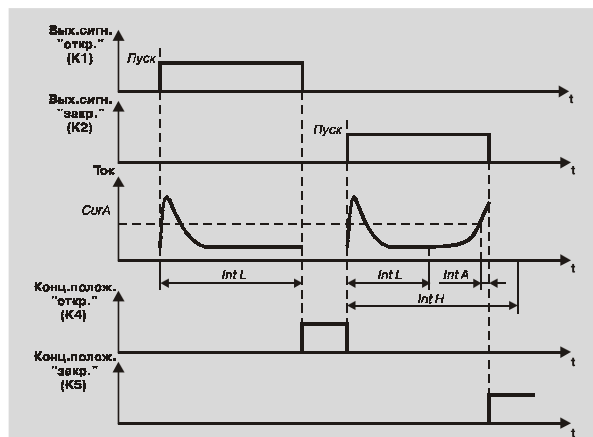 Вых.сигн.
"откр."
(К1)
Пуск
t
Вых.сигн.
"закр."
(К2)
Пуск
t
Ток
CurA
t
Int L
Int L
Int A
Int H
Конц.полож.
"откр."
(К4)
t
Конц.полож.
"закр."
(К5)
t